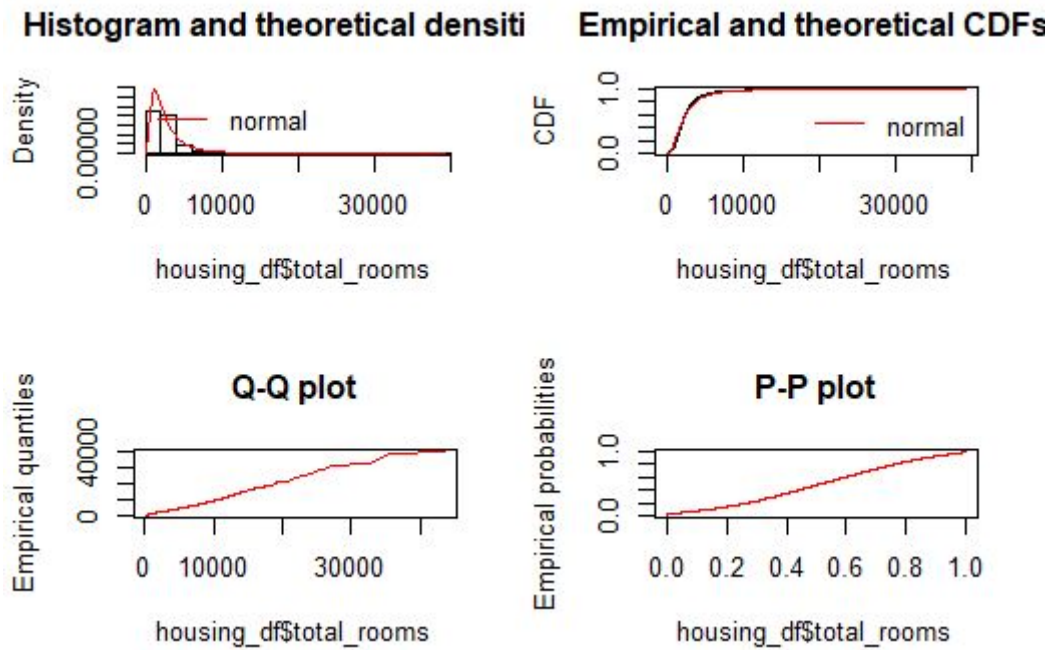 Histogram and theoretical densiti
Density
0.000000
normal
0 10000 30000
housing_df$total_rooms
Empirical and theoretical CDFs
CDF
0.0 1.0
normal
0 10000 30000
housing_df$total_rooms
Q-Q plot
Empirical quantiles
0 40000
0 10000 30000
housing_df$total_rooms
P-P plot
Empirical probabilities
0.0 1.0
0.0 0.2 0.4 0.6 0.8 1.0
housing_df$total_rooms